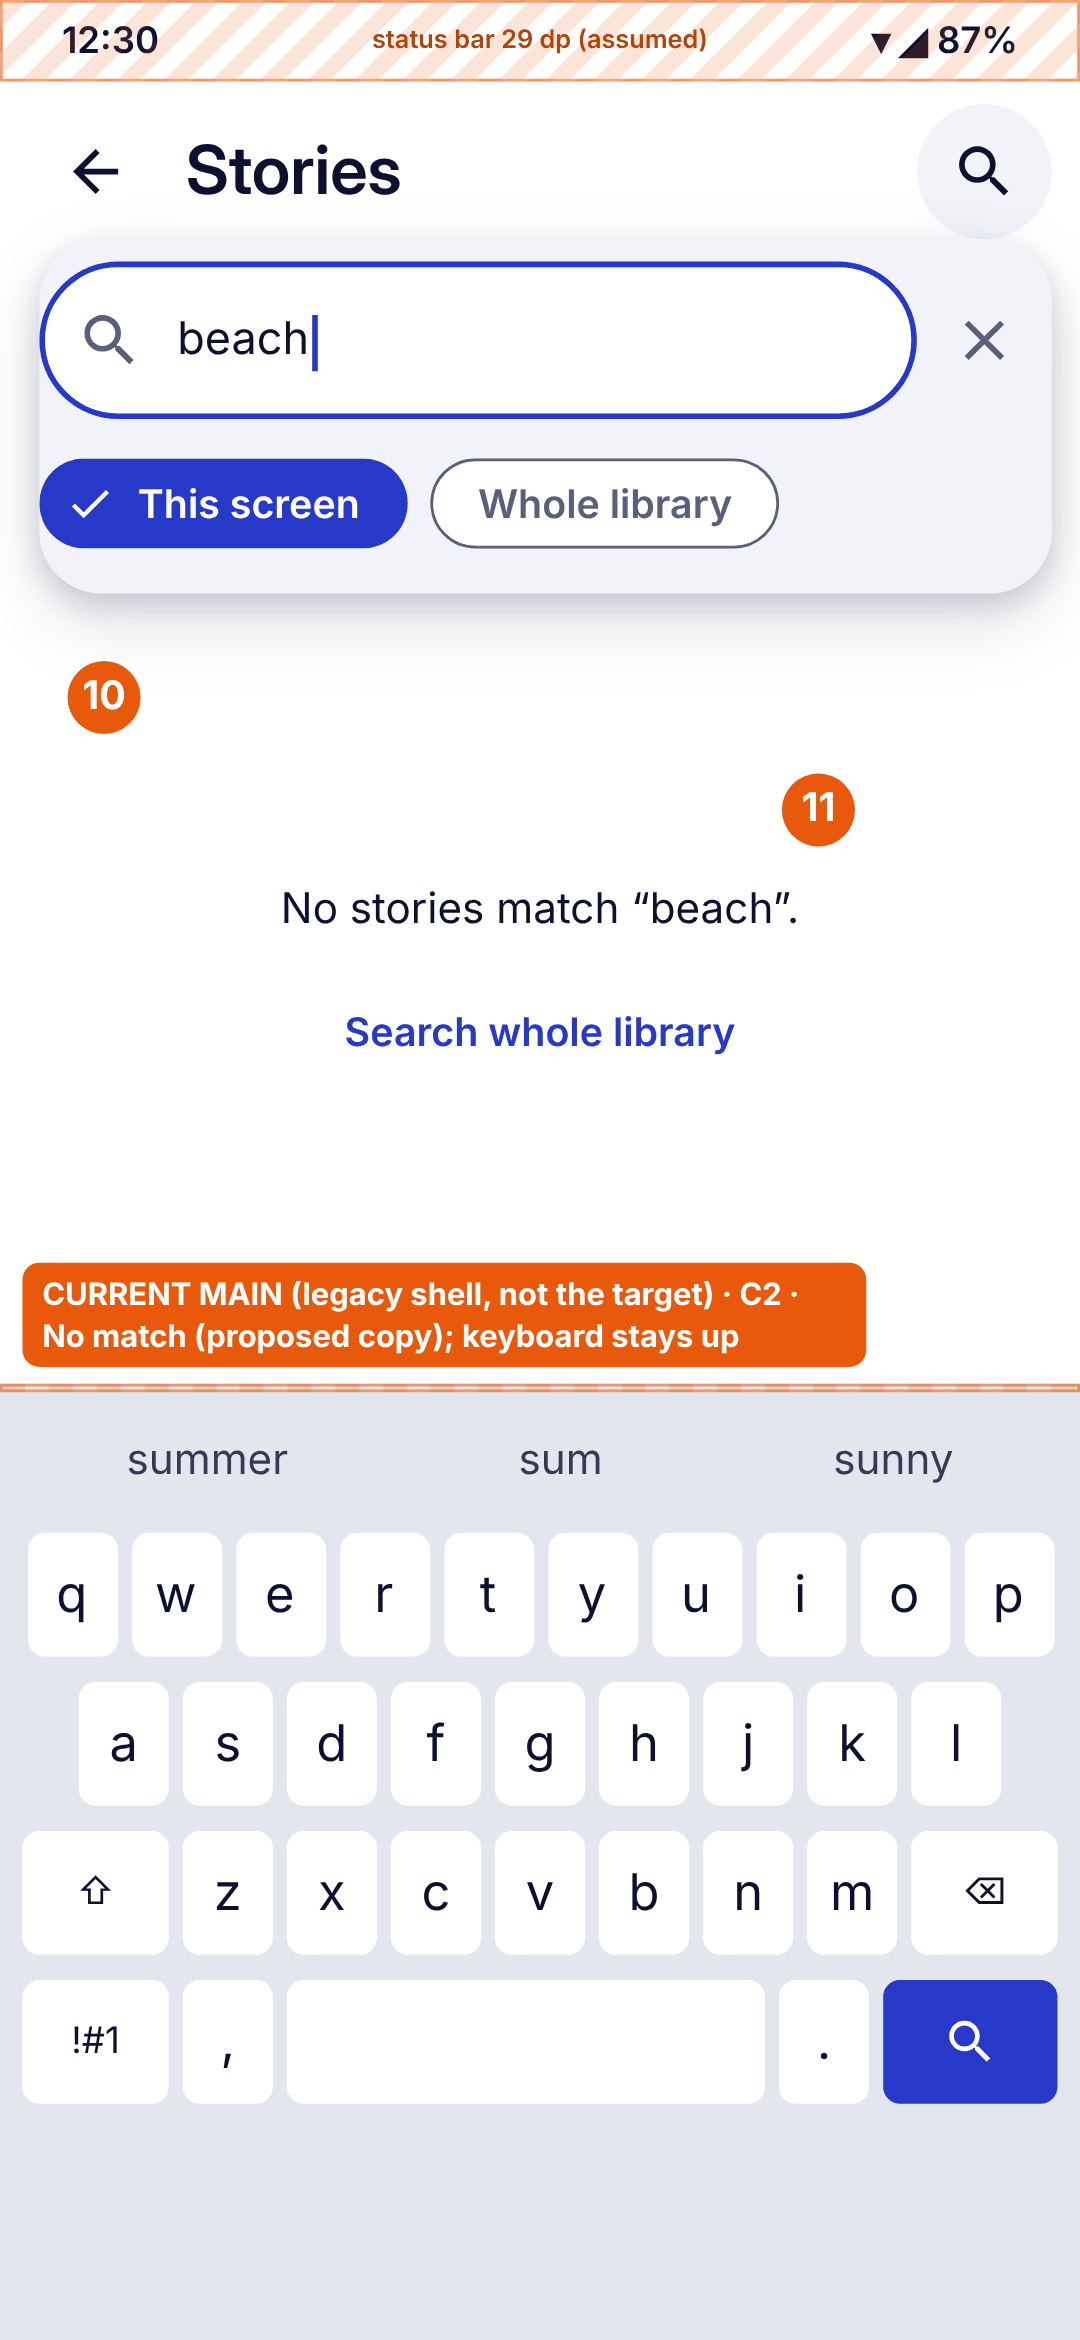 12:30 status bar 29 dp (assumed) 87%
Stories
beach
This screen Whole library
10
11
No stories match “beach”.
Search whole library
CURRENT MAIN (legacy shell, not the target) · C2 ·
No match (proposed copy); keyboard stays up
summer sum sunny
q w e r t y u i o p
a s d f g h j k l
z x c v b n m
!#1 , .